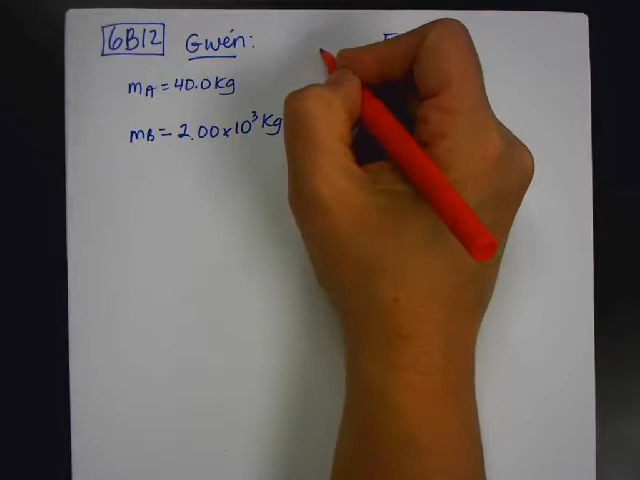 6B12 Gwen:
mA = 40.0 Kg
mB = 2.00 x 10³ Kg